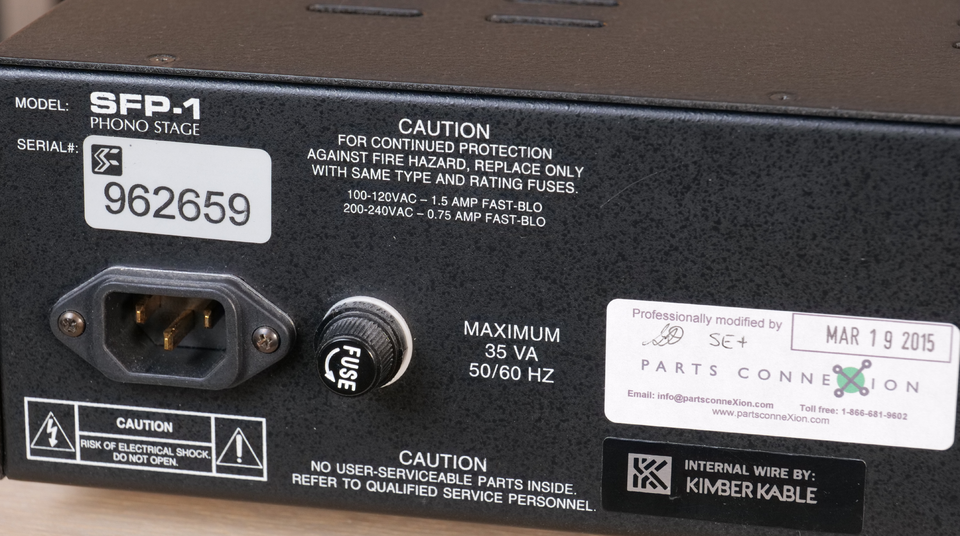 MODEL: SFP-1
PHONO STAGE
SERIAL#:
962659
CAUTION
FOR CONTINUED PROTECTION
AGAINST FIRE HAZARD, REPLACE ONLY
WITH SAME TYPE AND RATING FUSES.
100-120VAC – 1.5 AMP FAST-BLO
200-240VAC – 0.75 AMP FAST-BLO
FUSE
MAXIMUM
35 VA
50/60 HZ
Professionally modified by
SE+
MAR 19 2015
PARTS CONNEXION
Email: info@partsconneXion.com Toll free: 1-866-681-9602
www.partsconneXion.com
CAUTION
RISK OF ELECTRICAL SHOCK.
DO NOT OPEN.
CAUTION
NO USER-SERVICEABLE PARTS INSIDE.
REFER TO QUALIFIED SERVICE PERSONNEL.
INTERNAL WIRE BY:
KIMBER KABLE